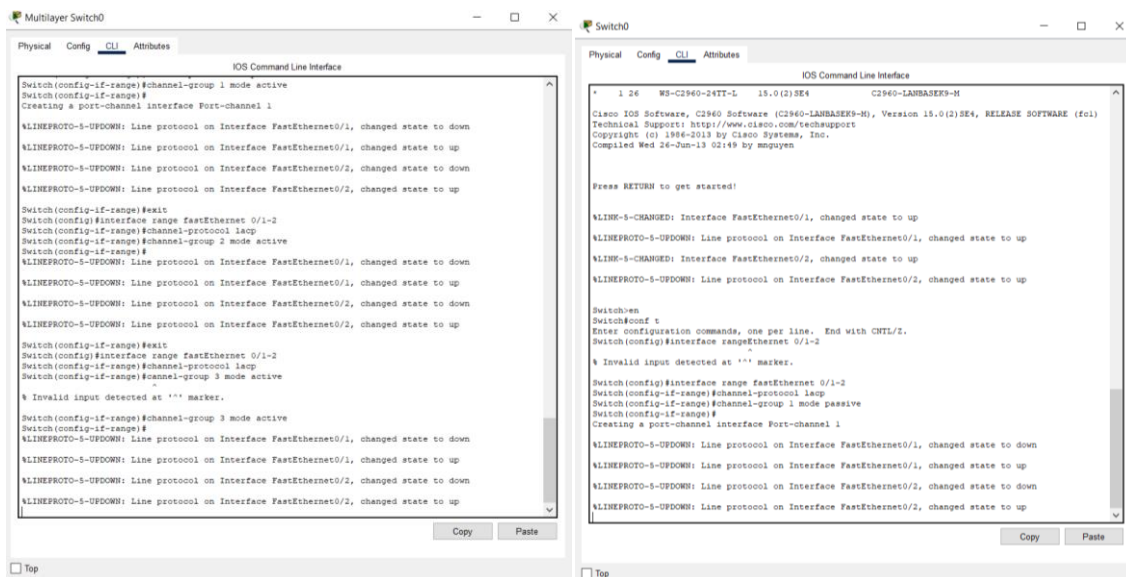 Multilayer Switch0
Physical Config CLI Attributes
IOS Command Line Interface
Switch(config-if-range)#channel-group 1 mode active
Switch(config-if-range)#
Creating a port-channel interface Port-channel 1
%LINEPROTO-5-UPDOWN: Line protocol on Interface FastEthernet0/1, changed state to down
%LINEPROTO-5-UPDOWN: Line protocol on Interface FastEthernet0/1, changed state to up
%LINEPROTO-5-UPDOWN: Line protocol on Interface FastEthernet0/2, changed state to down
%LINEPROTO-5-UPDOWN: Line protocol on Interface FastEthernet0/2, changed state to up
Switch(config-if-range)#exit
Switch(config)#interface range fastEthernet 0/1-2
Switch(config-if-range)#channel-protocol lacp
Switch(config-if-range)#channel-group 2 mode active
Switch(config-if-range)#
%LINEPROTO-5-UPDOWN: Line protocol on Interface FastEthernet0/1, changed state to down
%LINEPROTO-5-UPDOWN: Line protocol on Interface FastEthernet0/1, changed state to up
%LINEPROTO-5-UPDOWN: Line protocol on Interface FastEthernet0/2, changed state to down
%LINEPROTO-5-UPDOWN: Line protocol on Interface FastEthernet0/2, changed state to up
Switch(config-if-range)#exit
Switch(config)#interface range fastEthernet 0/1-2
Switch(config-if-range)#channel-protocol lacp
Switch(config-if-range)#cannel-group 3 mode active
^
% Invalid input detected at '^' marker.
Switch(config-if-range)#channel-group 3 mode active
Switch(config-if-range)#
%LINEPROTO-5-UPDOWN: Line protocol on Interface FastEthernet0/1, changed state to down
%LINEPROTO-5-UPDOWN: Line protocol on Interface FastEthernet0/1, changed state to up
%LINEPROTO-5-UPDOWN: Line protocol on Interface FastEthernet0/2, changed state to down
%LINEPROTO-5-UPDOWN: Line protocol on Interface FastEthernet0/2, changed state to up
Copy Paste
Top
Switch0
Physical Config CLI Attributes
IOS Command Line Interface
* 1 26 WS-C2960-24TT-L 15.0(2)SE4 C2960-LANBASEK9-M
Cisco IOS Software, C2960 Software (C2960-LANBASEK9-M), Version 15.0(2)SE4, RELEASE SOFTWARE (fc1)
Technical Support: http://www.cisco.com/techsupport
Copyright (c) 1986-2013 by Cisco Systems, Inc.
Compiled Wed 26-Jun-13 02:49 by mnguyen
Press RETURN to get started!
%LINK-5-CHANGED: Interface FastEthernet0/1, changed state to up
%LINEPROTO-5-UPDOWN: Line protocol on Interface FastEthernet0/1, changed state to up
%LINK-5-CHANGED: Interface FastEthernet0/2, changed state to up
%LINEPROTO-5-UPDOWN: Line protocol on Interface FastEthernet0/2, changed state to up
Switch>en
Switch#conf t
Enter configuration commands, one per line. End with CNTL/Z.
Switch(config)#interface rangeEthernet 0/1-2
^
% Invalid input detected at '^' marker.
Switch(config)#interface range fastEthernet 0/1-2
Switch(config-if-range)#channel-protocol lacp
Switch(config-if-range)#channel-group 1 mode passive
Switch(config-if-range)#
Creating a port-channel interface Port-channel 1
%LINEPROTO-5-UPDOWN: Line protocol on Interface FastEthernet0/1, changed state to down
%LINEPROTO-5-UPDOWN: Line protocol on Interface FastEthernet0/1, changed state to up
%LINEPROTO-5-UPDOWN: Line protocol on Interface FastEthernet0/2, changed state to down
%LINEPROTO-5-UPDOWN: Line protocol on Interface FastEthernet0/2, changed state to up
Copy Paste
Top